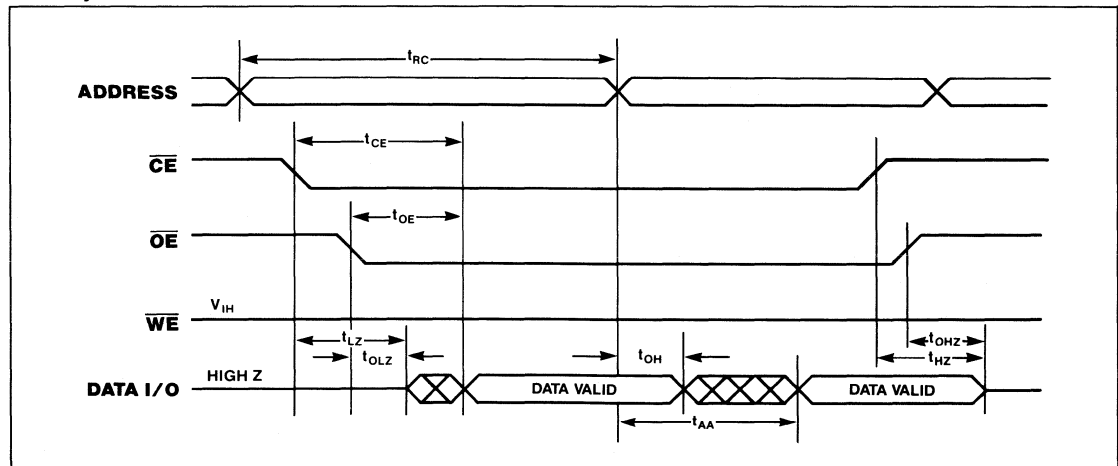 tRC
ADDRESS
tCE
CE
tOE
OE
VIH
WE
tLZ
tOHZ
tOLZ
tOH
tHZ
DATA I/O
HIGH Z
DATA VALID
DATA VALID
tAA